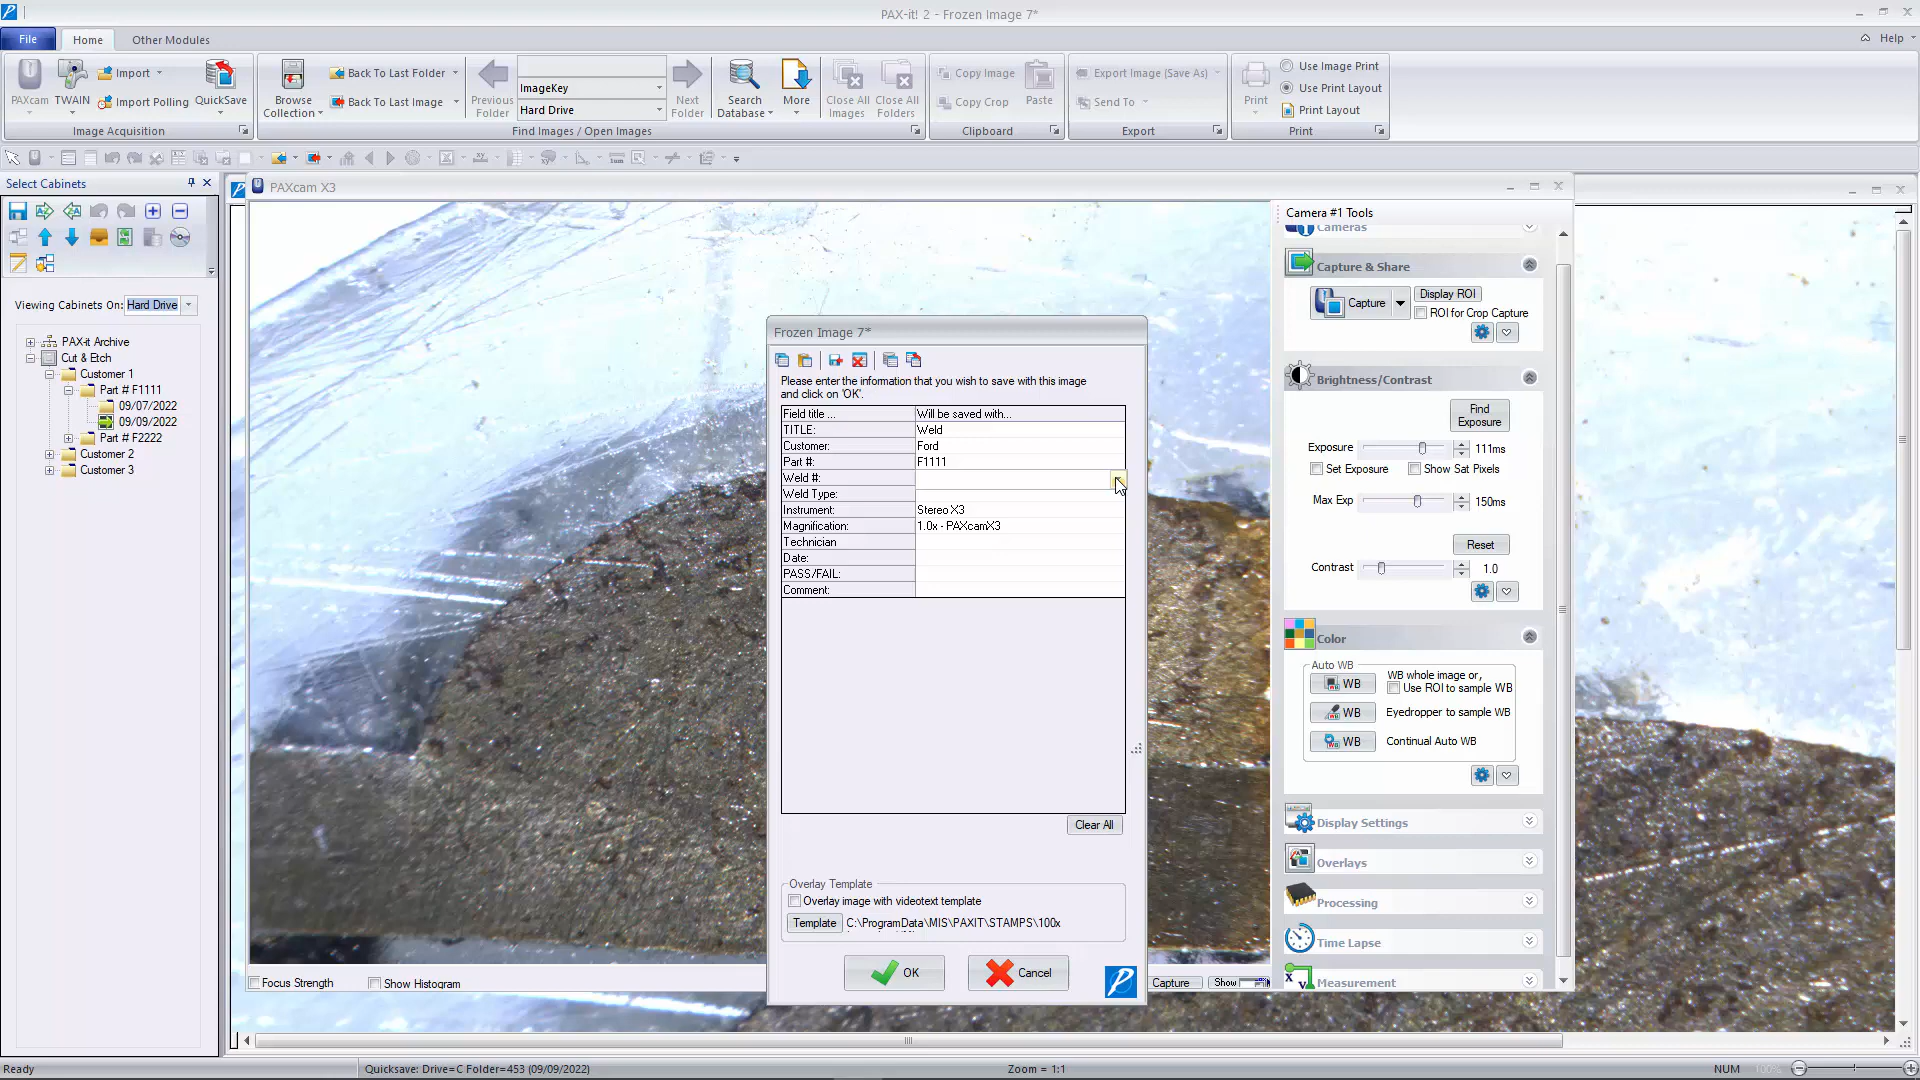 PAX-it! 2 - Frozen Image 7*
File
Home
Other Modules
Help
PAXcam
TWAIN
Import
Import Polling
QuickSave
Image Acquisition
Browse
Collection
Back To Last Folder
Back To Last Image
Previous
Folder
ImageKey
Hard Drive
Next
Folder
Search
Database
More
Find Images / Open Images
Close All
Images
Close All
Folders
Copy Image
Copy Crop
Paste
Clipboard
Export Image (Save As)
Send To
Export
Print
Use Image Print
Use Print Layout
Print Layout
Print
Select Cabinets
Viewing Cabinets On: Hard Drive
PAX-it Archive
Cut & Etch
Customer 1
Part # F1111
09/07/2022
09/09/2022
Part # F2222
Customer 2
Customer 3
PAXcam X3
Frozen Image 7*
Please enter the information that you wish to save with this image
and click on 'OK'.
Field title ... Will be saved with...
TITLE: Weld
Customer: Ford
Part #: F1111
Weld #:
Weld Type:
Instrument: Stereo X3
Magnification: 1.0x - PAXcamX3
Technician
Date:
PASS/FAIL:
Comment:
Clear All
Overlay Template
Overlay image with videotext template
Template C:\ProgramData\MIS\PAXIT\STAMPS\100x
OK
Cancel
Focus Strength
Show Histogram
Capture
Show
Camera #1 Tools
Cameras
Capture & Share
Capture
Display ROI
ROI for Crop Capture
Brightness/Contrast
Find
Exposure
Exposure 111ms
Set Exposure
Show Sat Pixels
Max Exp 150ms
Reset
Contrast 1.0
Color
Auto WB
WB
WB whole image or,
Use ROI to sample WB
WB
Eyedropper to sample WB
WB
Continual Auto WB
Display Settings
Overlays
Processing
Time Lapse
Measurement
Ready
Quicksave: Drive=C Folder=453 (09/09/2022)
Zoom = 1:1
NUM
100%